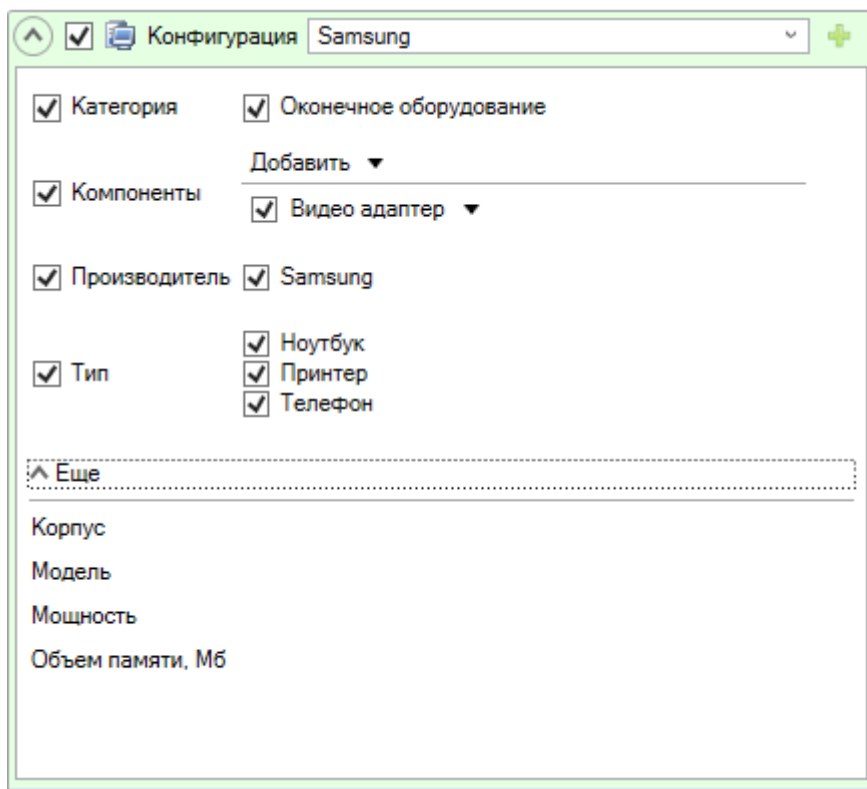 Конфигурация Samsung
Категория Оконечное оборудование
Добавить
Компоненты
Видео адаптер
Производитель Samsung
Ноутбук
Тип Принтер
Телефон
Еще
Корпус
Модель
Мощность
Объем памяти, Мб